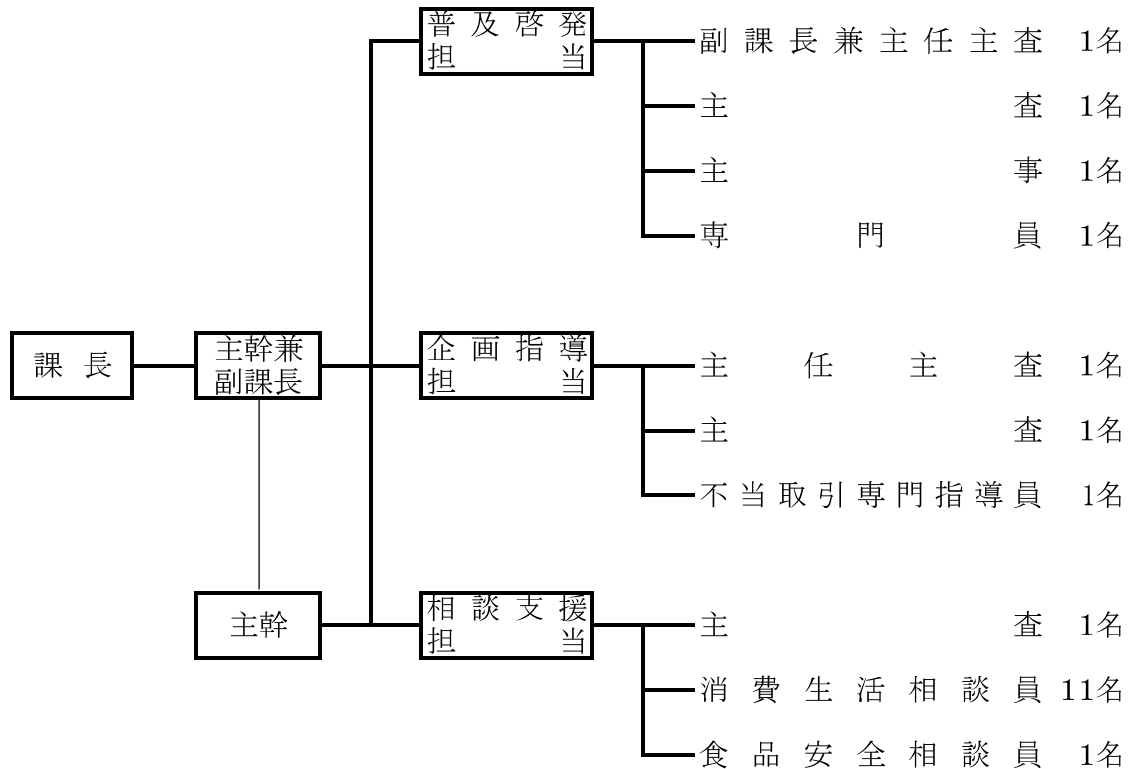 普及啓発
担当
副課長兼主任主査 1名
主査 1名
主事 1名
専門員 1名
課長
主幹兼
副課長
企画指導
担当
主任主査 1名
主査 1名
不当取引専門指導員 1名
主幹
相談支援
担当
主査 1名
消費生活相談員 11名
食品安全相談員 1名